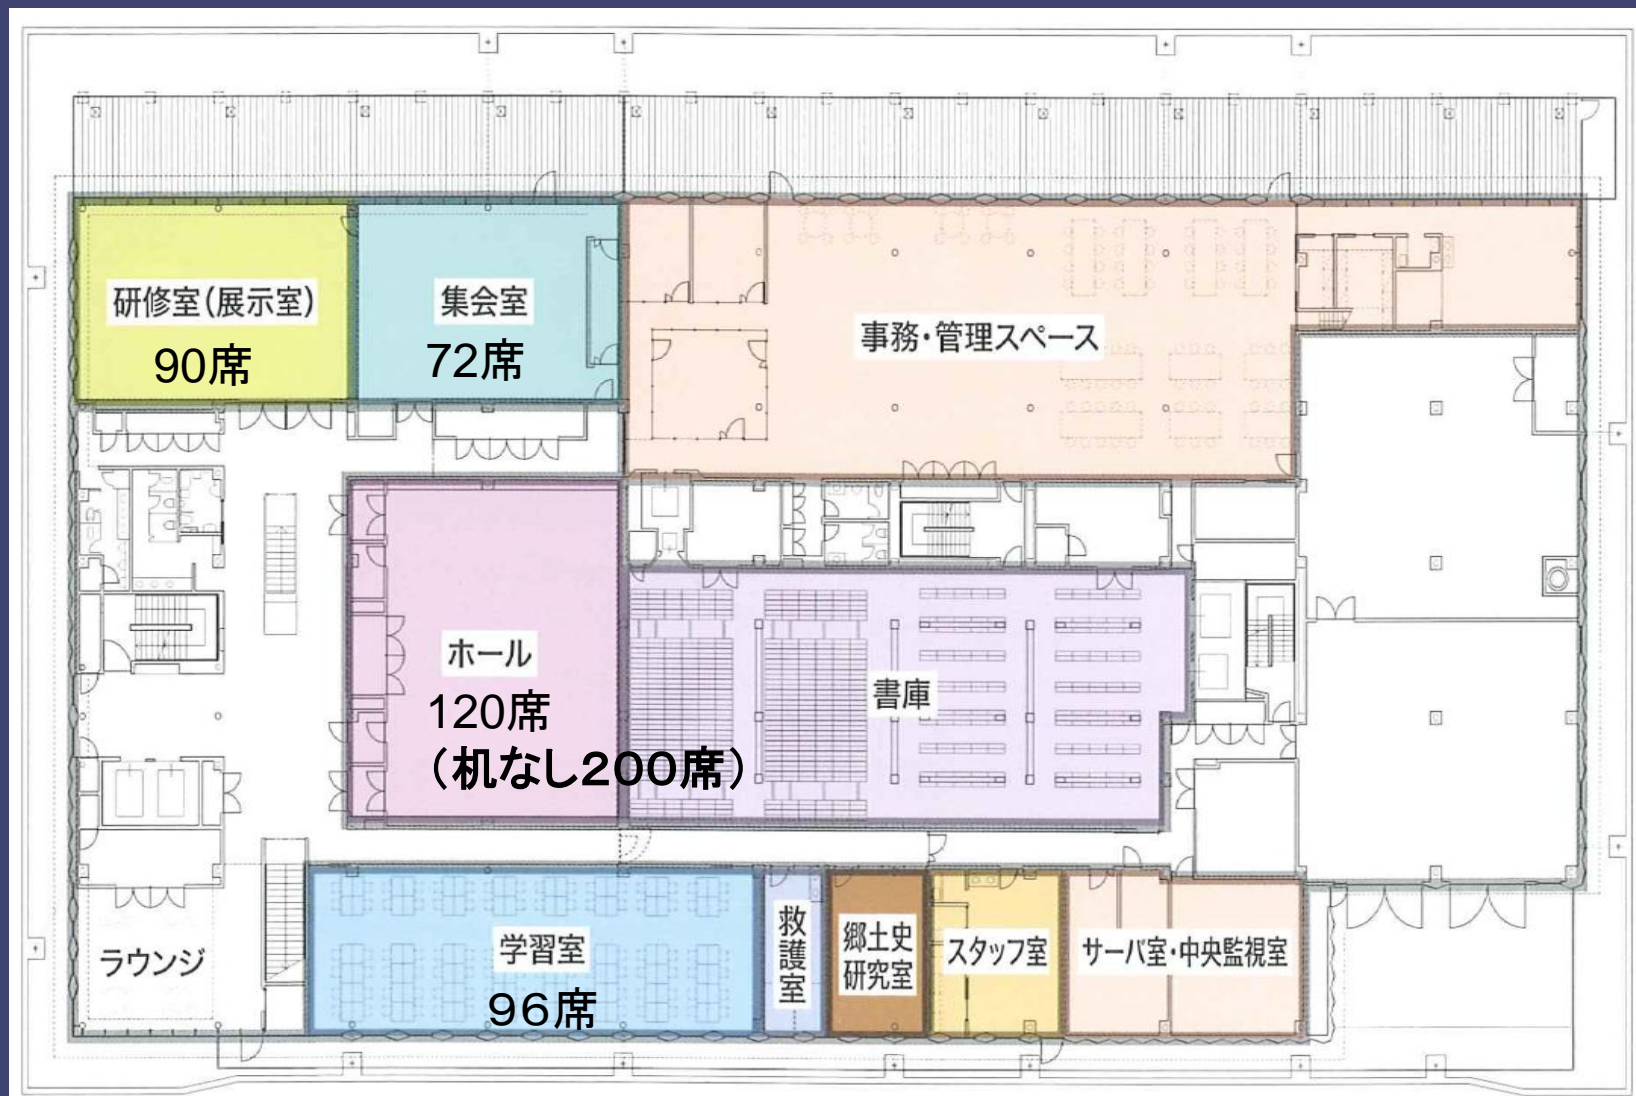 研修室(展示室)
90席
集会室
72席
事務・管理スペース
ホール
120席
(机なし200席)
書庫
ラウンジ
学習室
96席
救護室
郷土史
研究室
スタッフ室
サーバ室・中央監視室